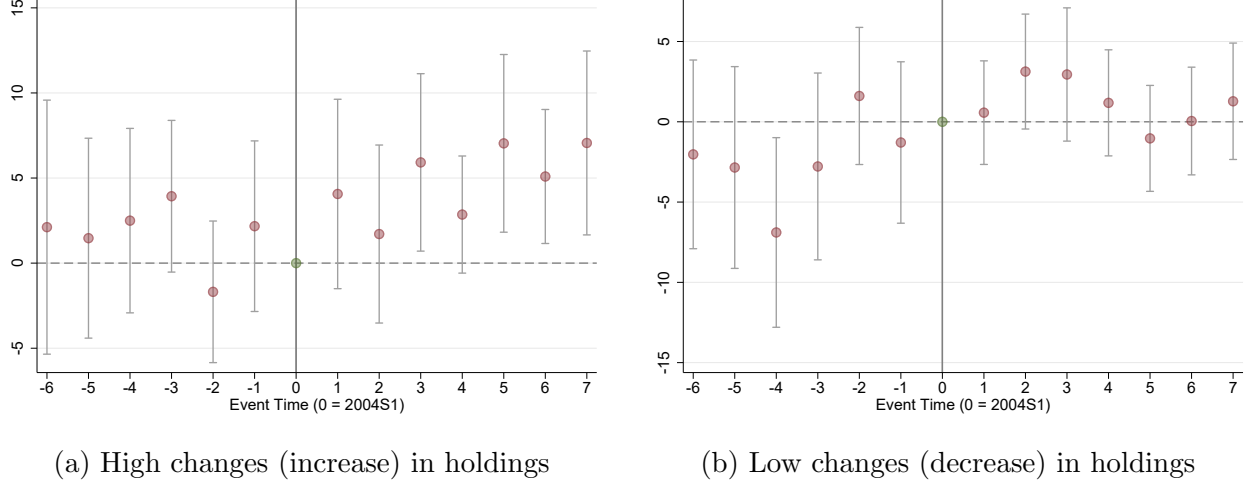 15
10
5
0
-5
-6 -5 -4 -3 -2 -1 0 1 2 3 4 5 6 7
Event Time (0 = 2004S1)
(a) High changes (increase) in holdings
5
0
-5
-10
-15
-6 -5 -4 -3 -2 -1 0 1 2 3 4 5 6 7
Event Time (0 = 2004S1)
(b) Low changes (decrease) in holdings